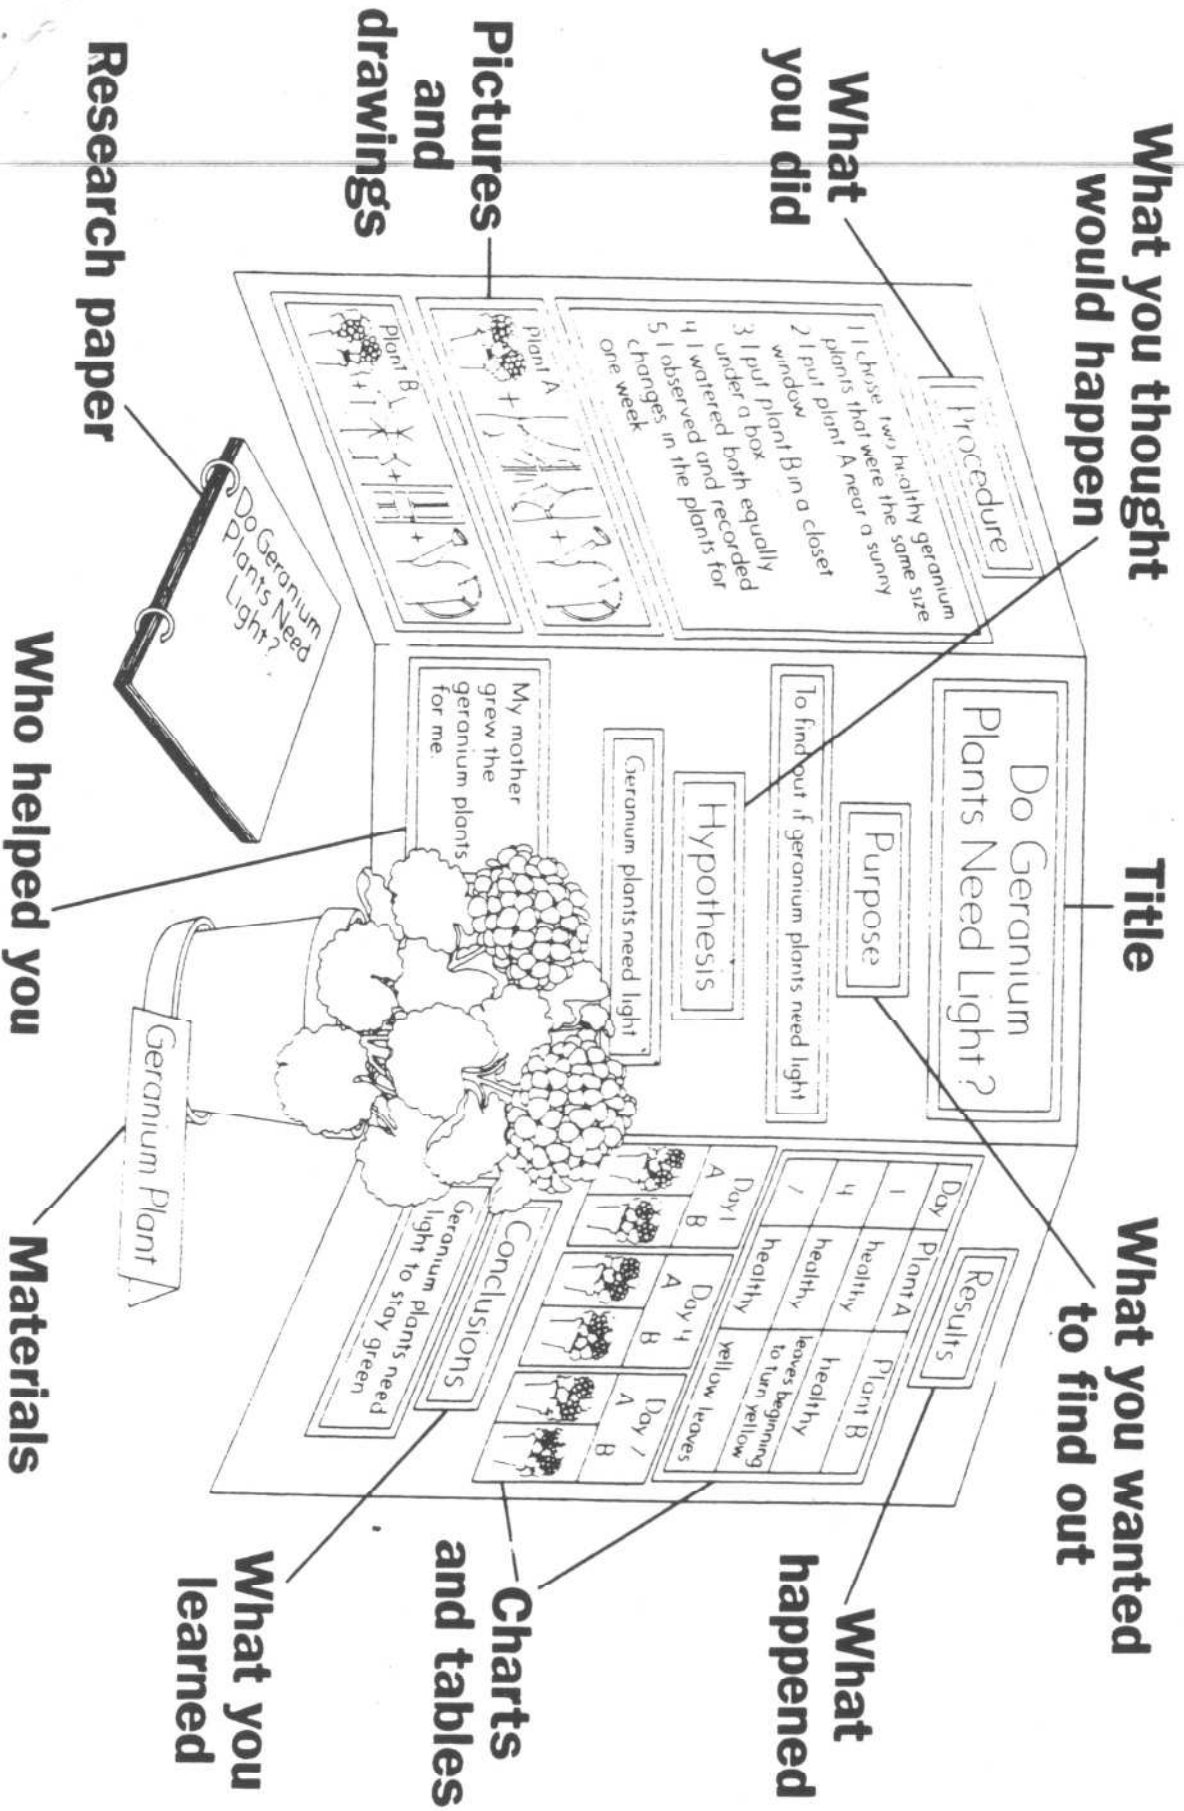 What you thought
would happen
Title
What you wanted
to find out
What
you did
What
happened
Pictures
and
drawings
Charts
and tables
Research paper
Who helped you
Materials
What you
learned
Procedure
1 I chose two healthy geranium
plants that were the same size
2 I put plant A near a sunny
window
3 I put plant B in a closet
under a box
4 I watered both equally
5 I observed and recorded
changes in the plants for
one week
Plant A
+ +
Plant B
+ + +
Do Geranium
Plants Need Light?
Purpose
To find out if geranium plants need light
Hypothesis
Geranium plants need light
My mother
grew the
geranium plants
for me.
Results
Day Plant A Plant B
1 healthy healthy
4 healthy leaves beginning
to turn yellow
7 healthy yellow leaves
Day 1 Day 4 Day 7
A B A B A B
Conclusions
Geranium plants need
light to stay green
Do Geranium
Plants Need
Light?
Geranium Plant